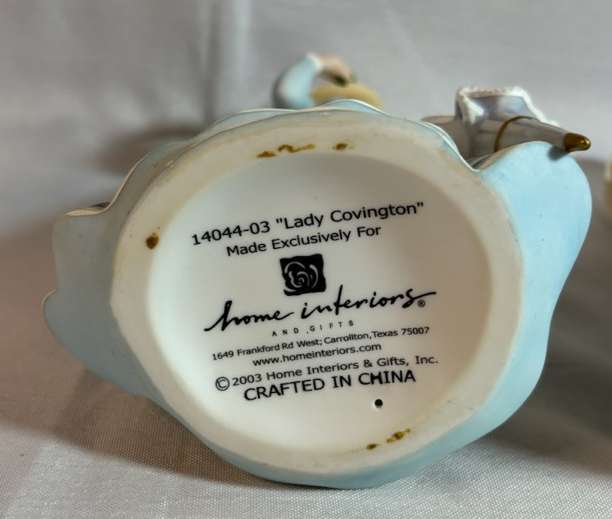 14044-03 "Lady Covington"
Made Exclusively For
home interiors®
AND GIFTS
1649 Frankford Rd West; Carrollton,Texas 75007
www.homeinteriors.com
©2003 Home Interiors & Gifts, Inc.
CRAFTED IN CHINA